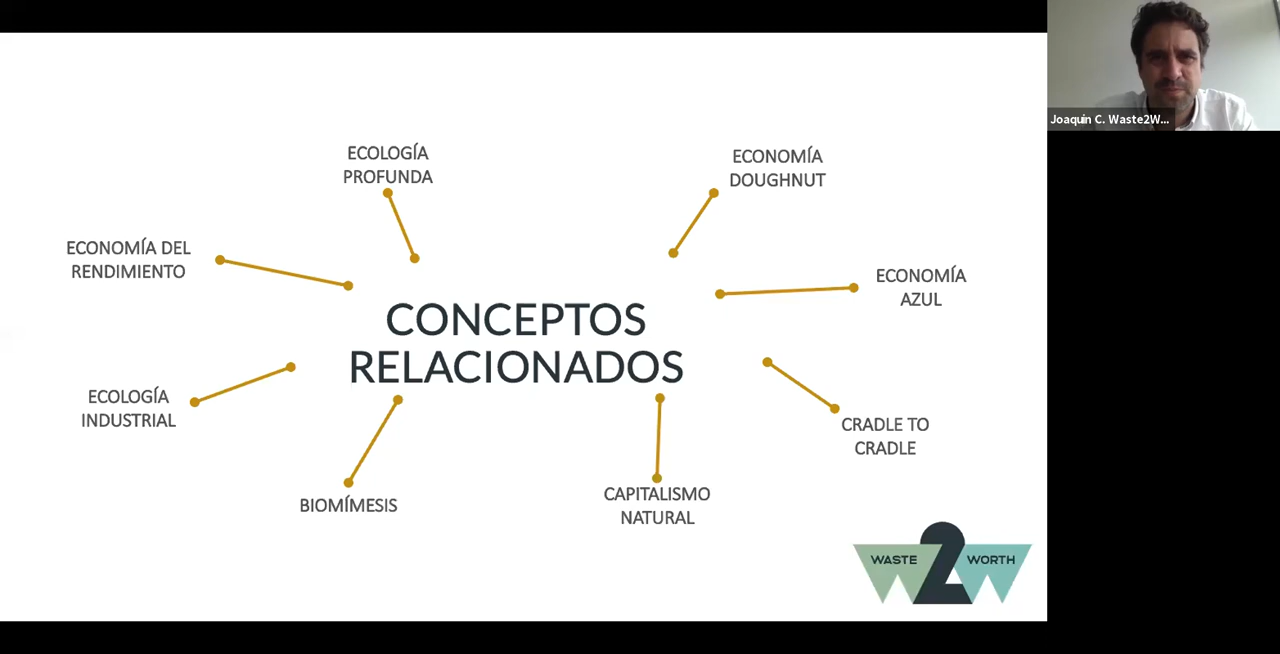 ECOLOGÍA
PROFUNDA
ECONOMÍA
DOUGHNUT
ECONOMÍA DEL
RENDIMIENTO
ECONOMÍA
AZUL
CONCEPTOS
RELACIONADOS
ECOLOGÍA
INDUSTRIAL
CRADLE TO
CRADLE
BIOMÍMESIS
CAPITALISMO
NATURAL
WASTE 2 WORTH
W W
Joaquin C. Waste2W...